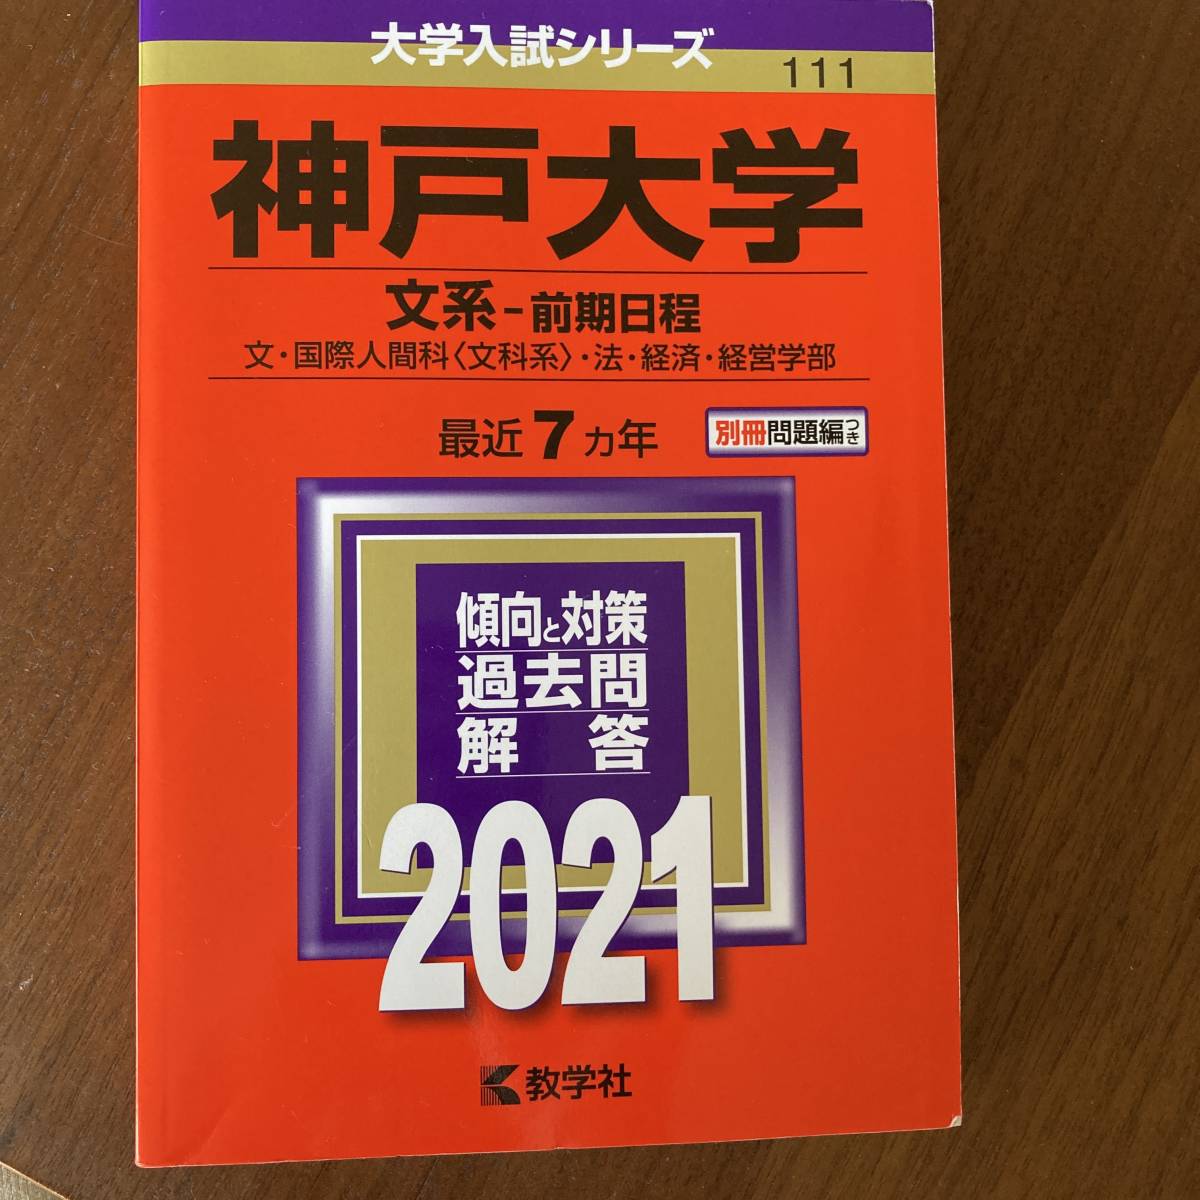 大学入試シリーズ
111
神戸大学
文系-前期日程
文・国際人間科〈文科系〉・法・経済・経営学部
最近7カ年
別冊問題編つき
傾向と対策
過去問
解答
2021
教学社